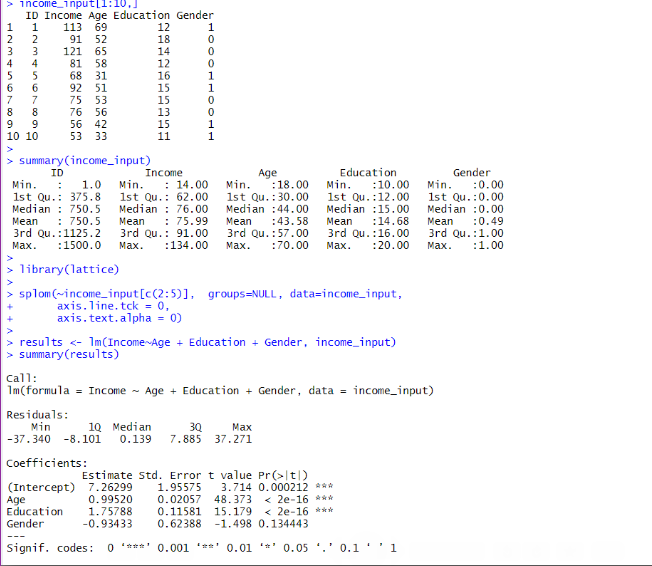 > income_input[1:10,]
ID Income Age Education Gender
1 1 113 69 12 1
2 2 91 52 18 0
3 3 121 65 14 0
4 4 81 58 12 0
5 5 68 31 16 1
6 6 92 51 15 1
7 7 75 53 15 0
8 8 76 56 13 0
9 9 56 42 15 1
10 10 53 33 11 1
>
> summary(income_input)
ID Income Age Education Gender
Min. : 1.0 Min. : 14.00 Min. :18.00 Min. :10.00 Min. :0.00
1st Qu.: 375.8 1st Qu.: 62.00 1st Qu.:30.00 1st Qu.:12.00 1st Qu.:0.00
Median : 750.5 Median : 76.00 Median :44.00 Median :15.00 Median :0.00
Mean : 750.5 Mean : 75.99 Mean :43.58 Mean :14.68 Mean :0.49
3rd Qu.:1125.2 3rd Qu.: 91.00 3rd Qu.:57.00 3rd Qu.:16.00 3rd Qu.:1.00
Max. :1500.0 Max. :134.00 Max. :70.00 Max. :20.00 Max. :1.00
>
> library(lattice)
>
> splom(~income_input[c(2:5)], groups=NULL, data=income_input,
+ axis.line.tck = 0,
+ axis.text.alpha = 0)
>
> results <- lm(Income~Age + Education + Gender, income_input)
> summary(results)
Call:
lm(formula = Income ~ Age + Education + Gender, data = income_input)
Residuals:
Min 1Q Median 3Q Max
-37.340 -8.101 0.139 7.885 37.271
Coefficients:
Estimate Std. Error t value Pr(>|t|)
(Intercept) 7.26299 1.95575 3.714 0.000212 ***
Age 0.99520 0.02057 48.373 < 2e-16 ***
Education 1.75788 0.11581 15.179 < 2e-16 ***
Gender -0.93433 0.62388 -1.498 0.134443
---
Signif. codes: 0 ‘***’ 0.001 ‘**’ 0.01 ‘*’ 0.05 ‘.’ 0.1 ‘ ’ 1